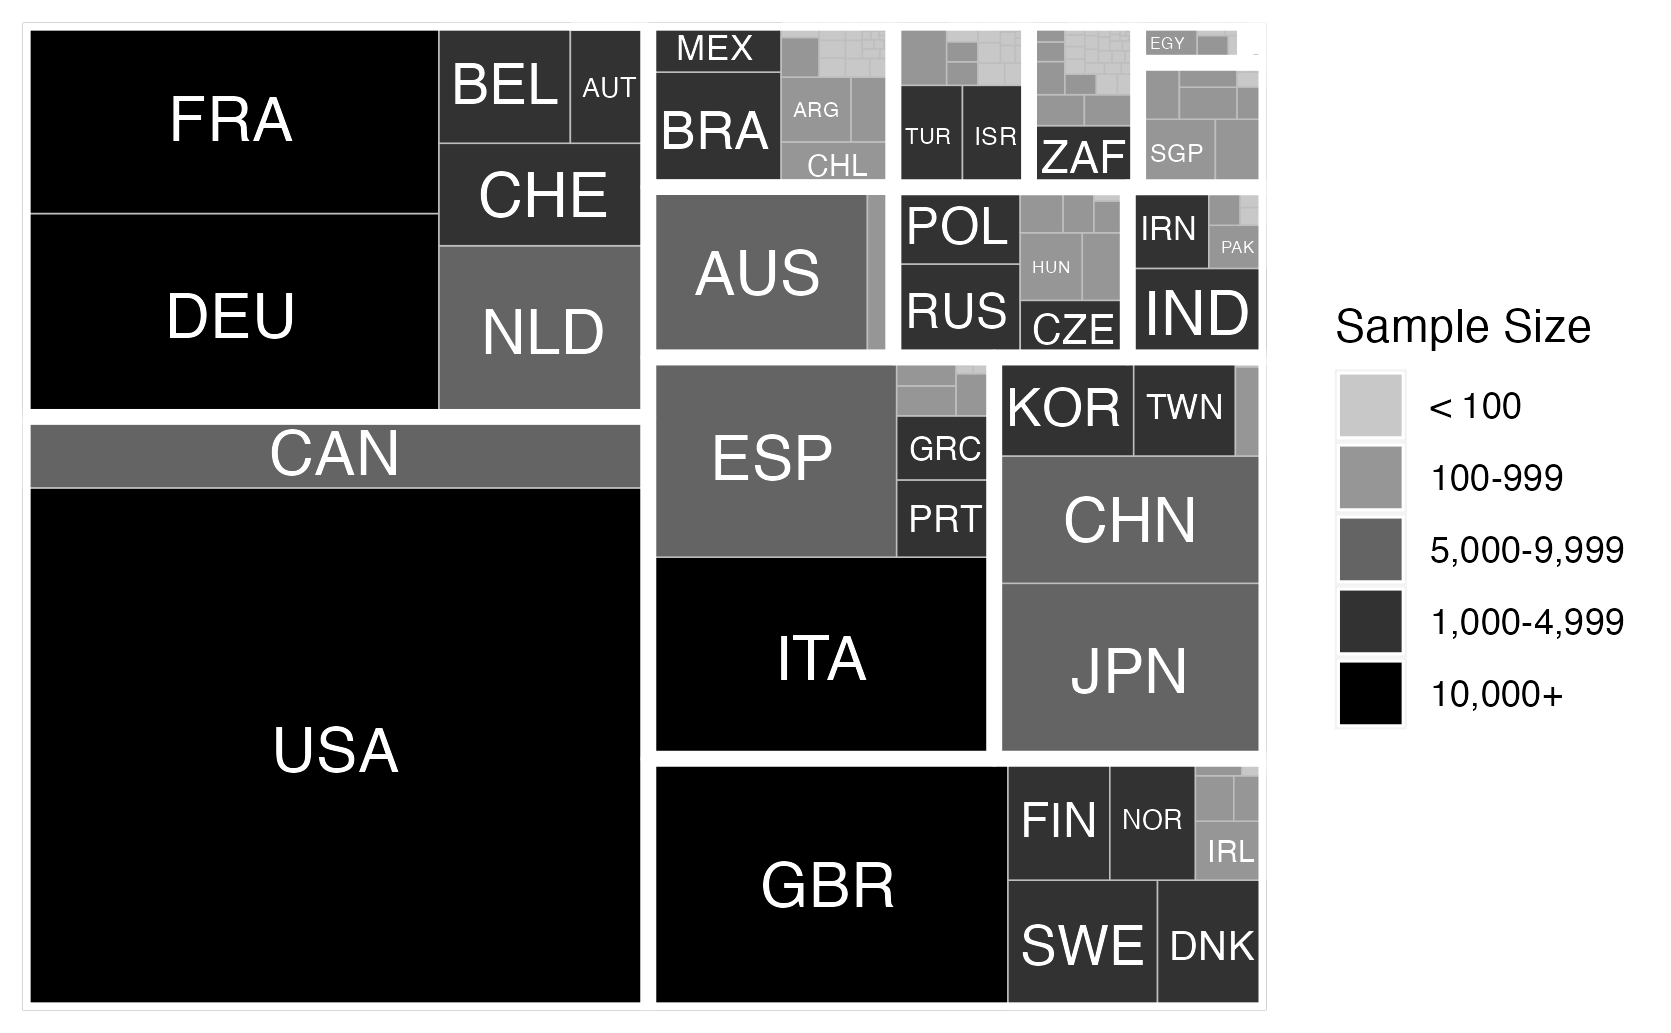 FRA
BEL
AUT
CHE
DEU
NLD
CAN
USA
MEX
BRA
ARG
CHL
TUR
ISR
ZAF
EGY
SGP
AUS
POL
RUS
HUN
CZE
IRN
PAK
IND
ESP
GRC
PRT
ITA
KOR
TWN
CHN
JPN
GBR
FIN
NOR
IRL
SWE
DNK
Sample Size
< 100
100-999
5,000-9,999
1,000-4,999
10,000+